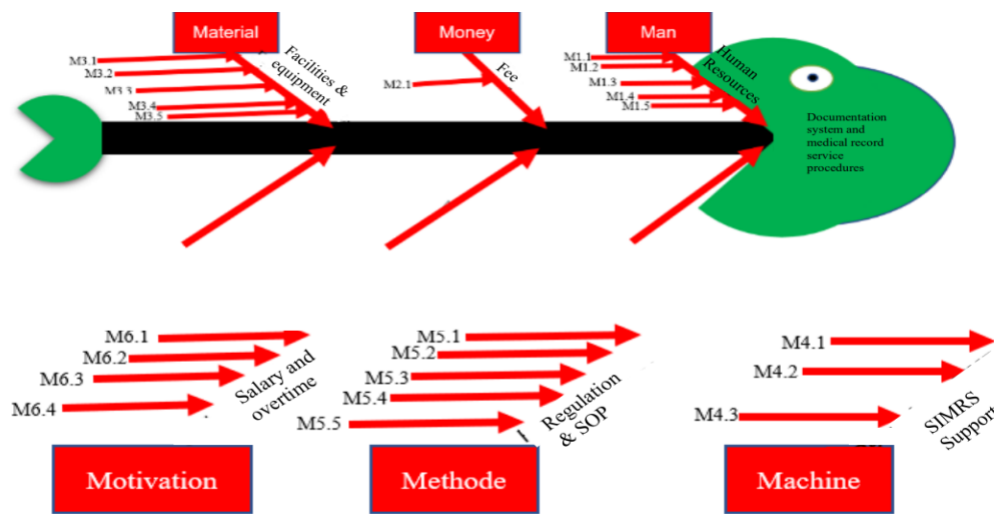 Material
Money
Man
M3.1
M3.2
M3.3
M3.4
M3.5
Facilities &
equipment
M2.1
Fee
M1.1
M1.2
M1.3
M1.4
M1.5
Human
Resources
Documentation
system and
medical record
service
procedures
M6.1
M6.2
M6.3
M6.4
Salary and
overtime
M5.1
M5.2
M5.3
M5.4
M5.5
Regulation
& SOP
M4.1
M4.2
M4.3
SIMRS
Support
Motivation
Methode
Machine